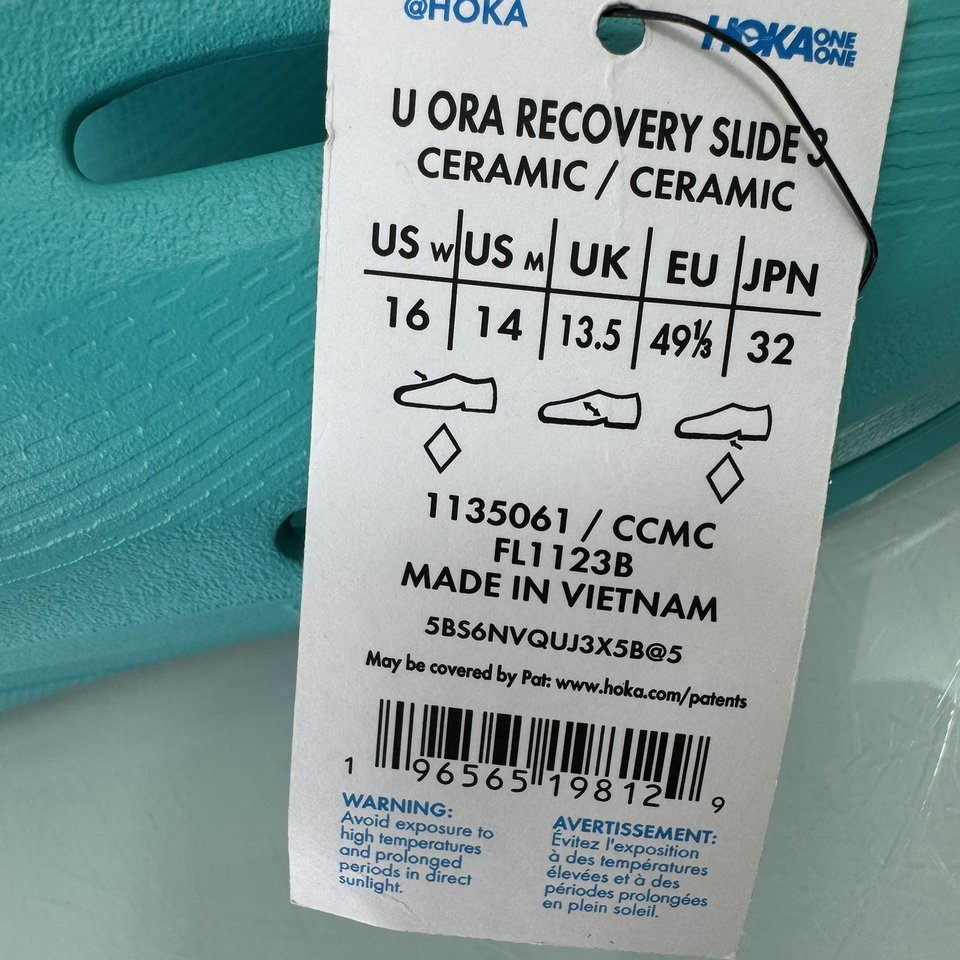 @HOKA
HOKA ONE ONE
U ORA RECOVERY SLIDE 3
CERAMIC / CERAMIC
US W US M UK EU JPN
16 14 13.5 49⅓ 32
1135061 / CCMC
FL1123B
MADE IN VIETNAM
5BS6NVQUJ3X5B@5
May be covered by Pat: www.hoka.com/patents
1 96565 19812 9
WARNING:
Avoid exposure to
high temperatures
and prolonged
periods in direct
sunlight.
AVERTISSEMENT:
Évitez l'exposition
à des températures
élevées et à des
périodes prolongées
en plein soleil.